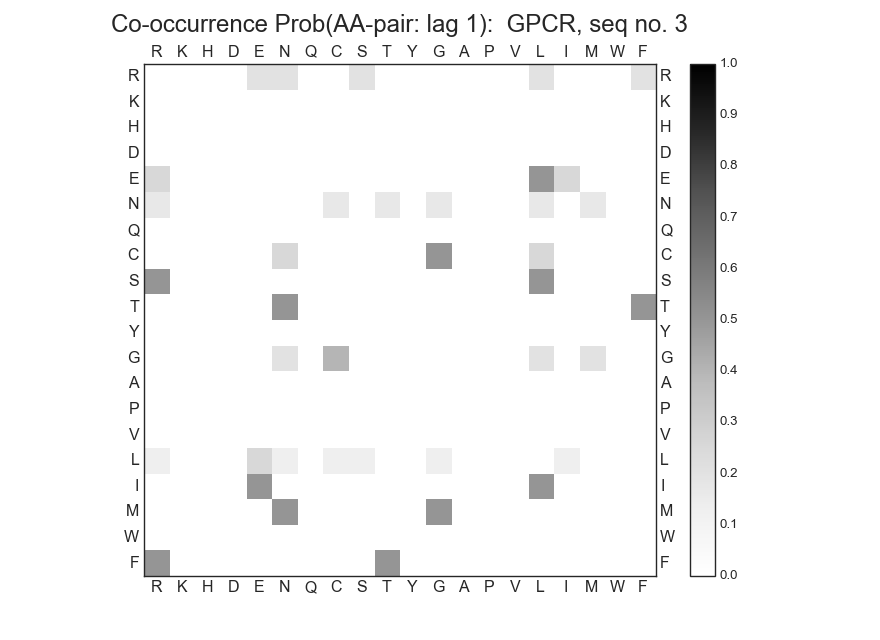 Co-occurrence Prob(AA-pair: lag 1):  GPCR, seq no. 3
R K H D E N Q C S T Y G A P V L I M W F
R R 1.0
K K
H H 0.9
D D
E E 0.8
N N
Q Q 0.7
C C
S S 0.6
T T
Y Y 0.5
G G 0.4
A A
P P 0.3
V V
L L 0.2
I I
M M 0.1
W W
F F 0.0
R K H D E N Q C S T Y G A P V L I M W F